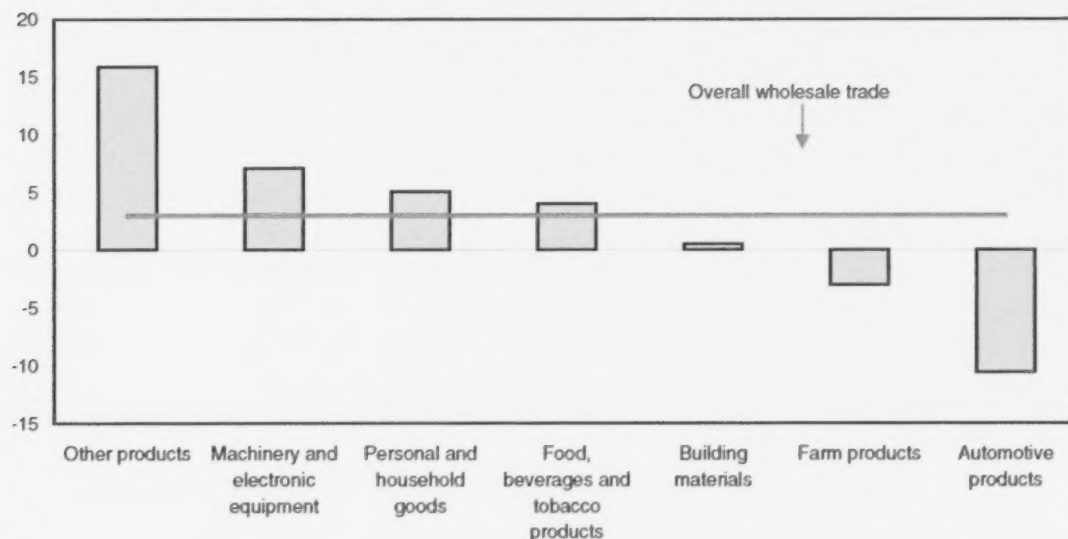 20
15
Overall wholesale trade
10
5
0
-5
-10
-15
Other products
Machinery and
electronic
equipment
Personal and
household
goods
Food,
beverages and
tobacco
products
Building
materials
Farm products
Automotive
products